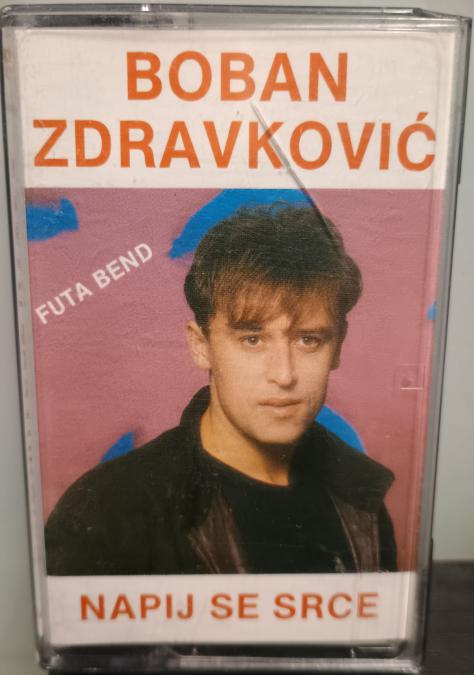 BOBAN
ZDRAVKOVIĆ
FUTA BEND
NAPIJ SE SRCE